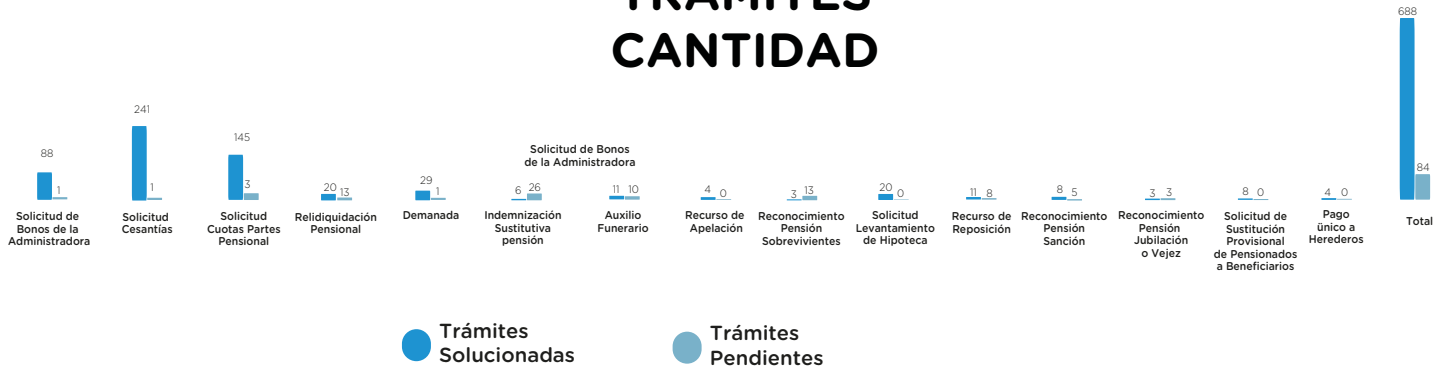 TRÁMITES
CANTIDAD
688
84
Total
88
1
Solicitud de
Bonos de la
Administradora
241
1
Solicitud
Cesantías
145
3
Solicitud
Cuotas Partes
Pensional
20 13
Relidiquidación
Pensional
29
1
Demanada
Solicitud de Bonos
de la Administradora
6 26
Indemnización
Sustitutiva
pensión
11 10
Auxilio
Funerario
4 0
Recurso de
Apelación
3 13
Reconocimiento
Pensión
Sobrevivientes
20 0
Solicitud
Levantamiento
de Hipoteca
11 8
Recurso de
Reposición
8 5
Reconocimiento
Pensión
Sanción
3 3
Reconocimiento
Pensión
Jubilación
o Vejez
8 0
Solicitud de
Sustitución
Provisional
de Pensionados
a Beneficiarios
4 0
Pago
ünico a
Herederos
Trámites
Solucionadas
Trámites
Pendientes